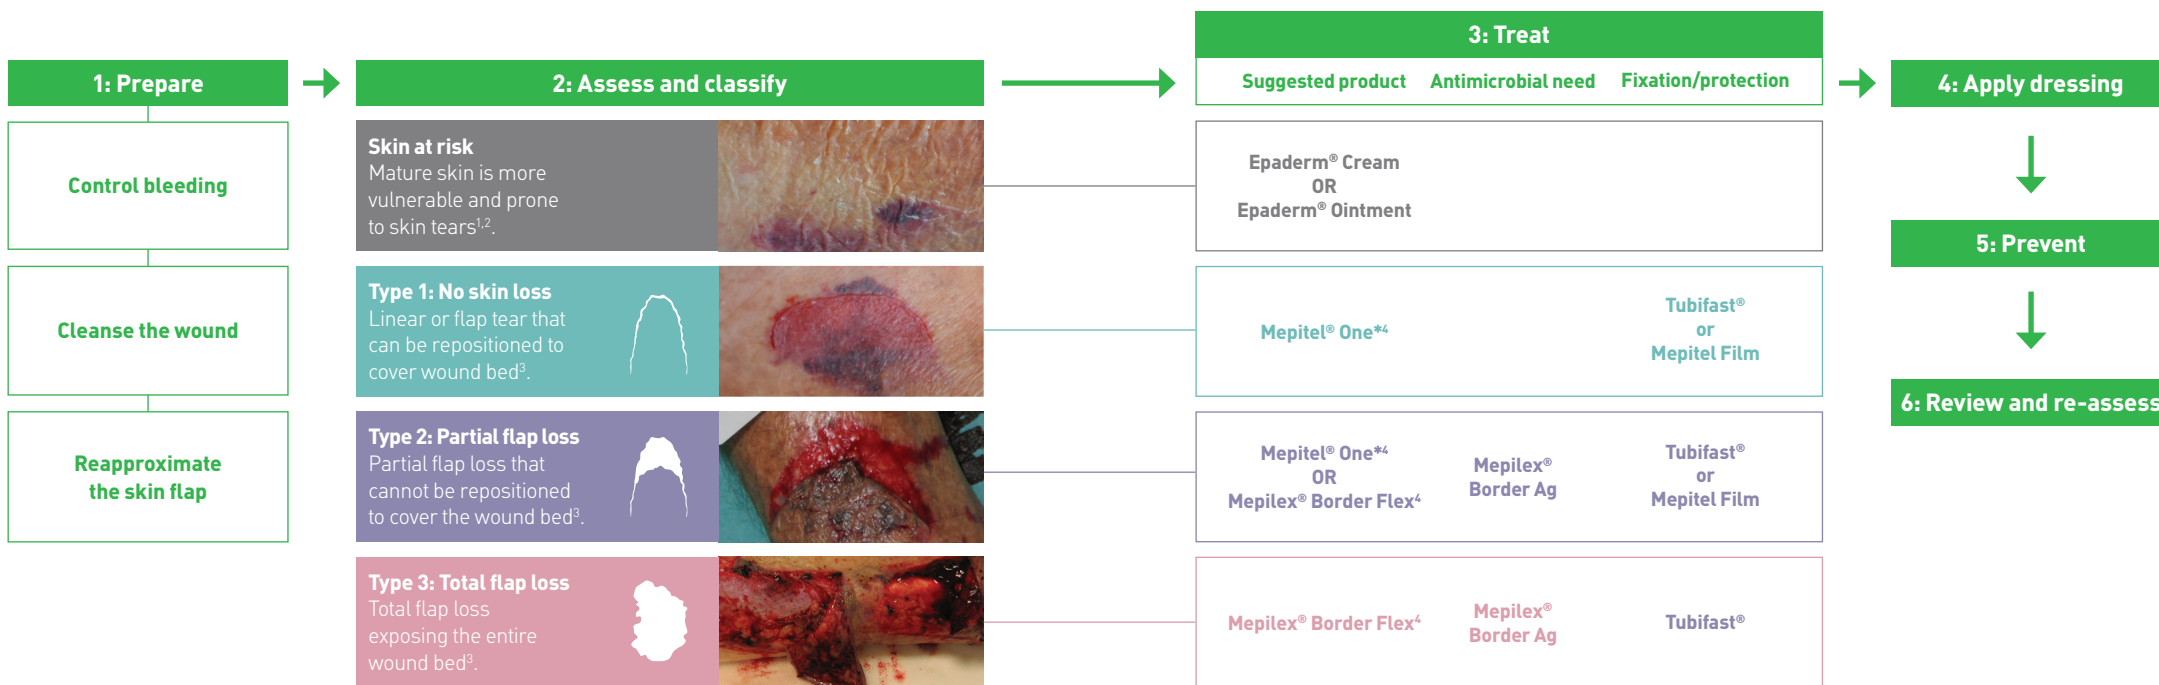 1: Prepare
Control bleeding
Cleanse the wound
Reapproximate
the skin flap
2: Assess and classify
Skin at risk
Mature skin is more
vulnerable and prone
to skin tears1,2.
Type 1: No skin loss
Linear or flap tear that
can be repositioned to
cover wound bed3.
Type 2: Partial flap loss
Partial flap loss that
cannot be repositioned
to cover the wound bed3.
Type 3: Total flap loss
Total flap loss
exposing the entire
wound bed3.
3: Treat
Suggested product Antimicrobial need Fixation/protection
Epaderm® Cream
OR
Epaderm® Ointment
Mepitel® One*4
Tubifast®
or
Mepitel Film
Mepitel® One*4
OR
Mepilex® Border Flex4
Mepilex®
Border Ag
Tubifast®
or
Mepitel Film
Mepilex® Border Flex4
Mepilex®
Border Ag
Tubifast®
4: Apply dressing
5: Prevent
6: Review and re-assess